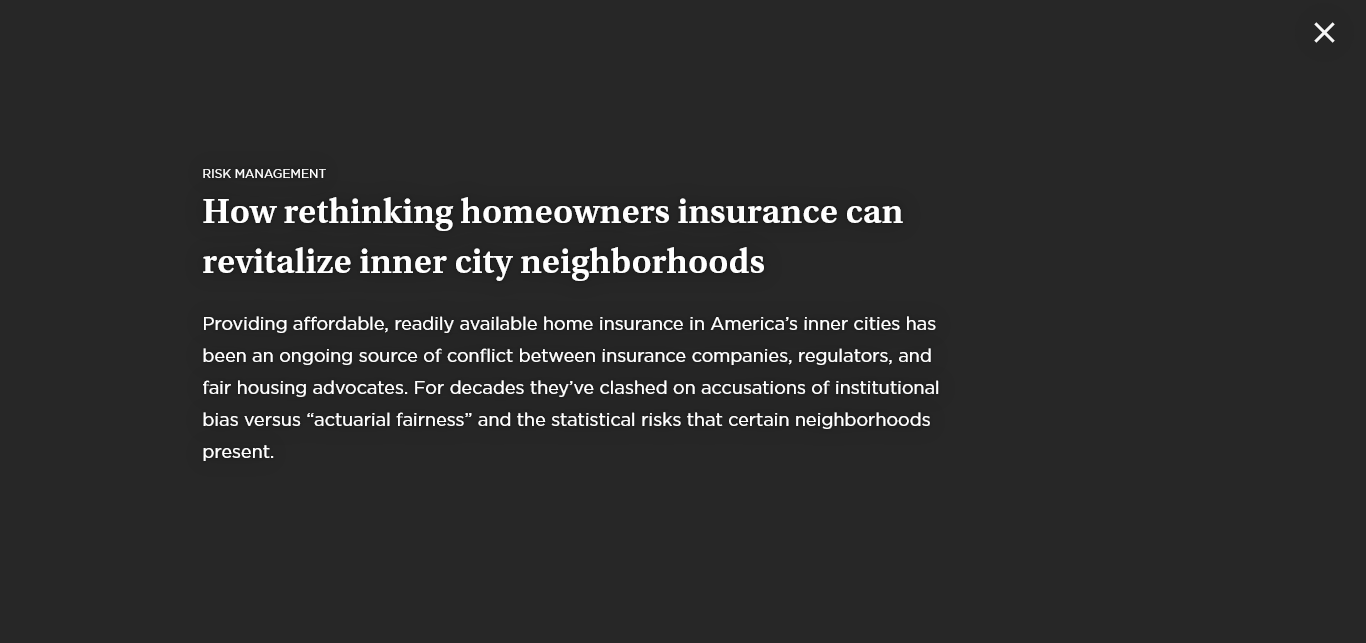 RISK MANAGEMENT
How rethinking homeowners insurance can
revitalize inner city neighborhoods
Providing affordable, readily available home insurance in America’s inner cities has
been an ongoing source of conflict between insurance companies, regulators, and
fair housing advocates. For decades they’ve clashed on accusations of institutional
bias versus “actuarial fairness” and the statistical risks that certain neighborhoods
present.